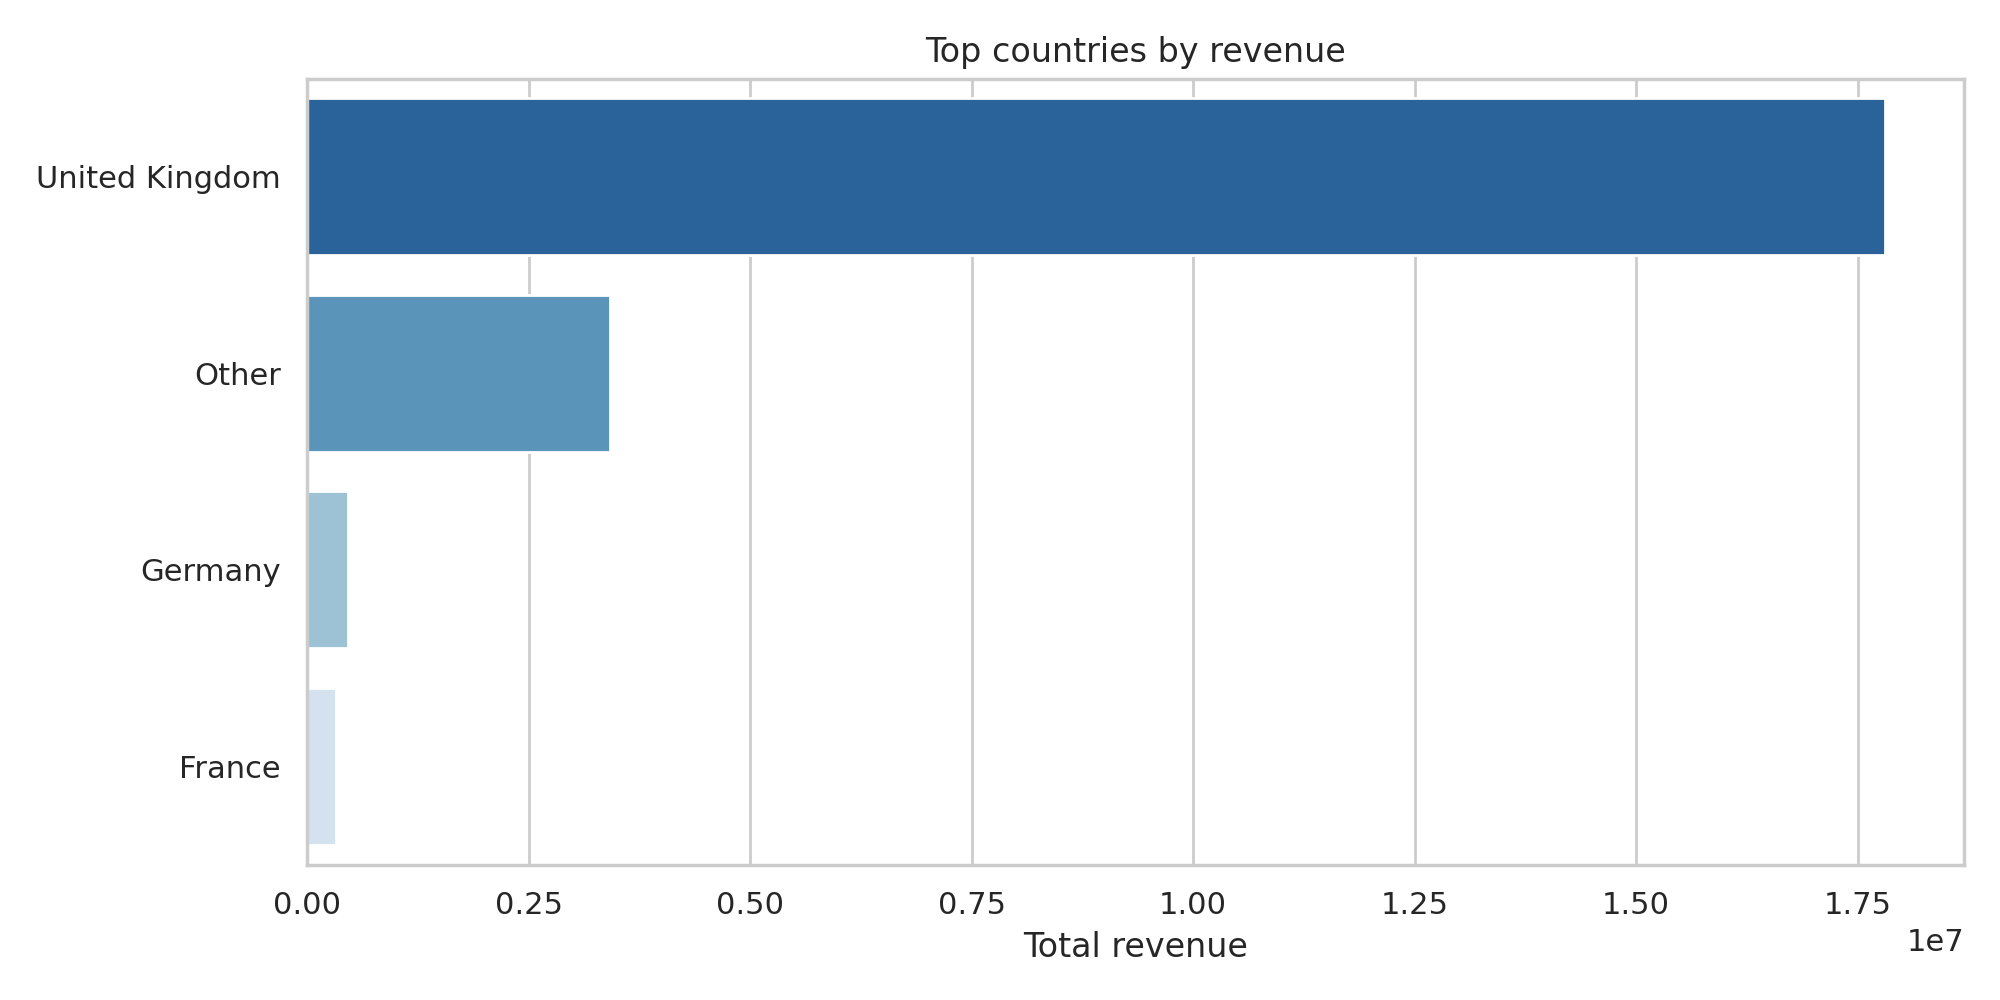 Top countries by revenue
United Kingdom
Other
Germany
France
0.00 0.25 0.50 0.75 1.00 1.25 1.50 1.75
1e7
Total revenue